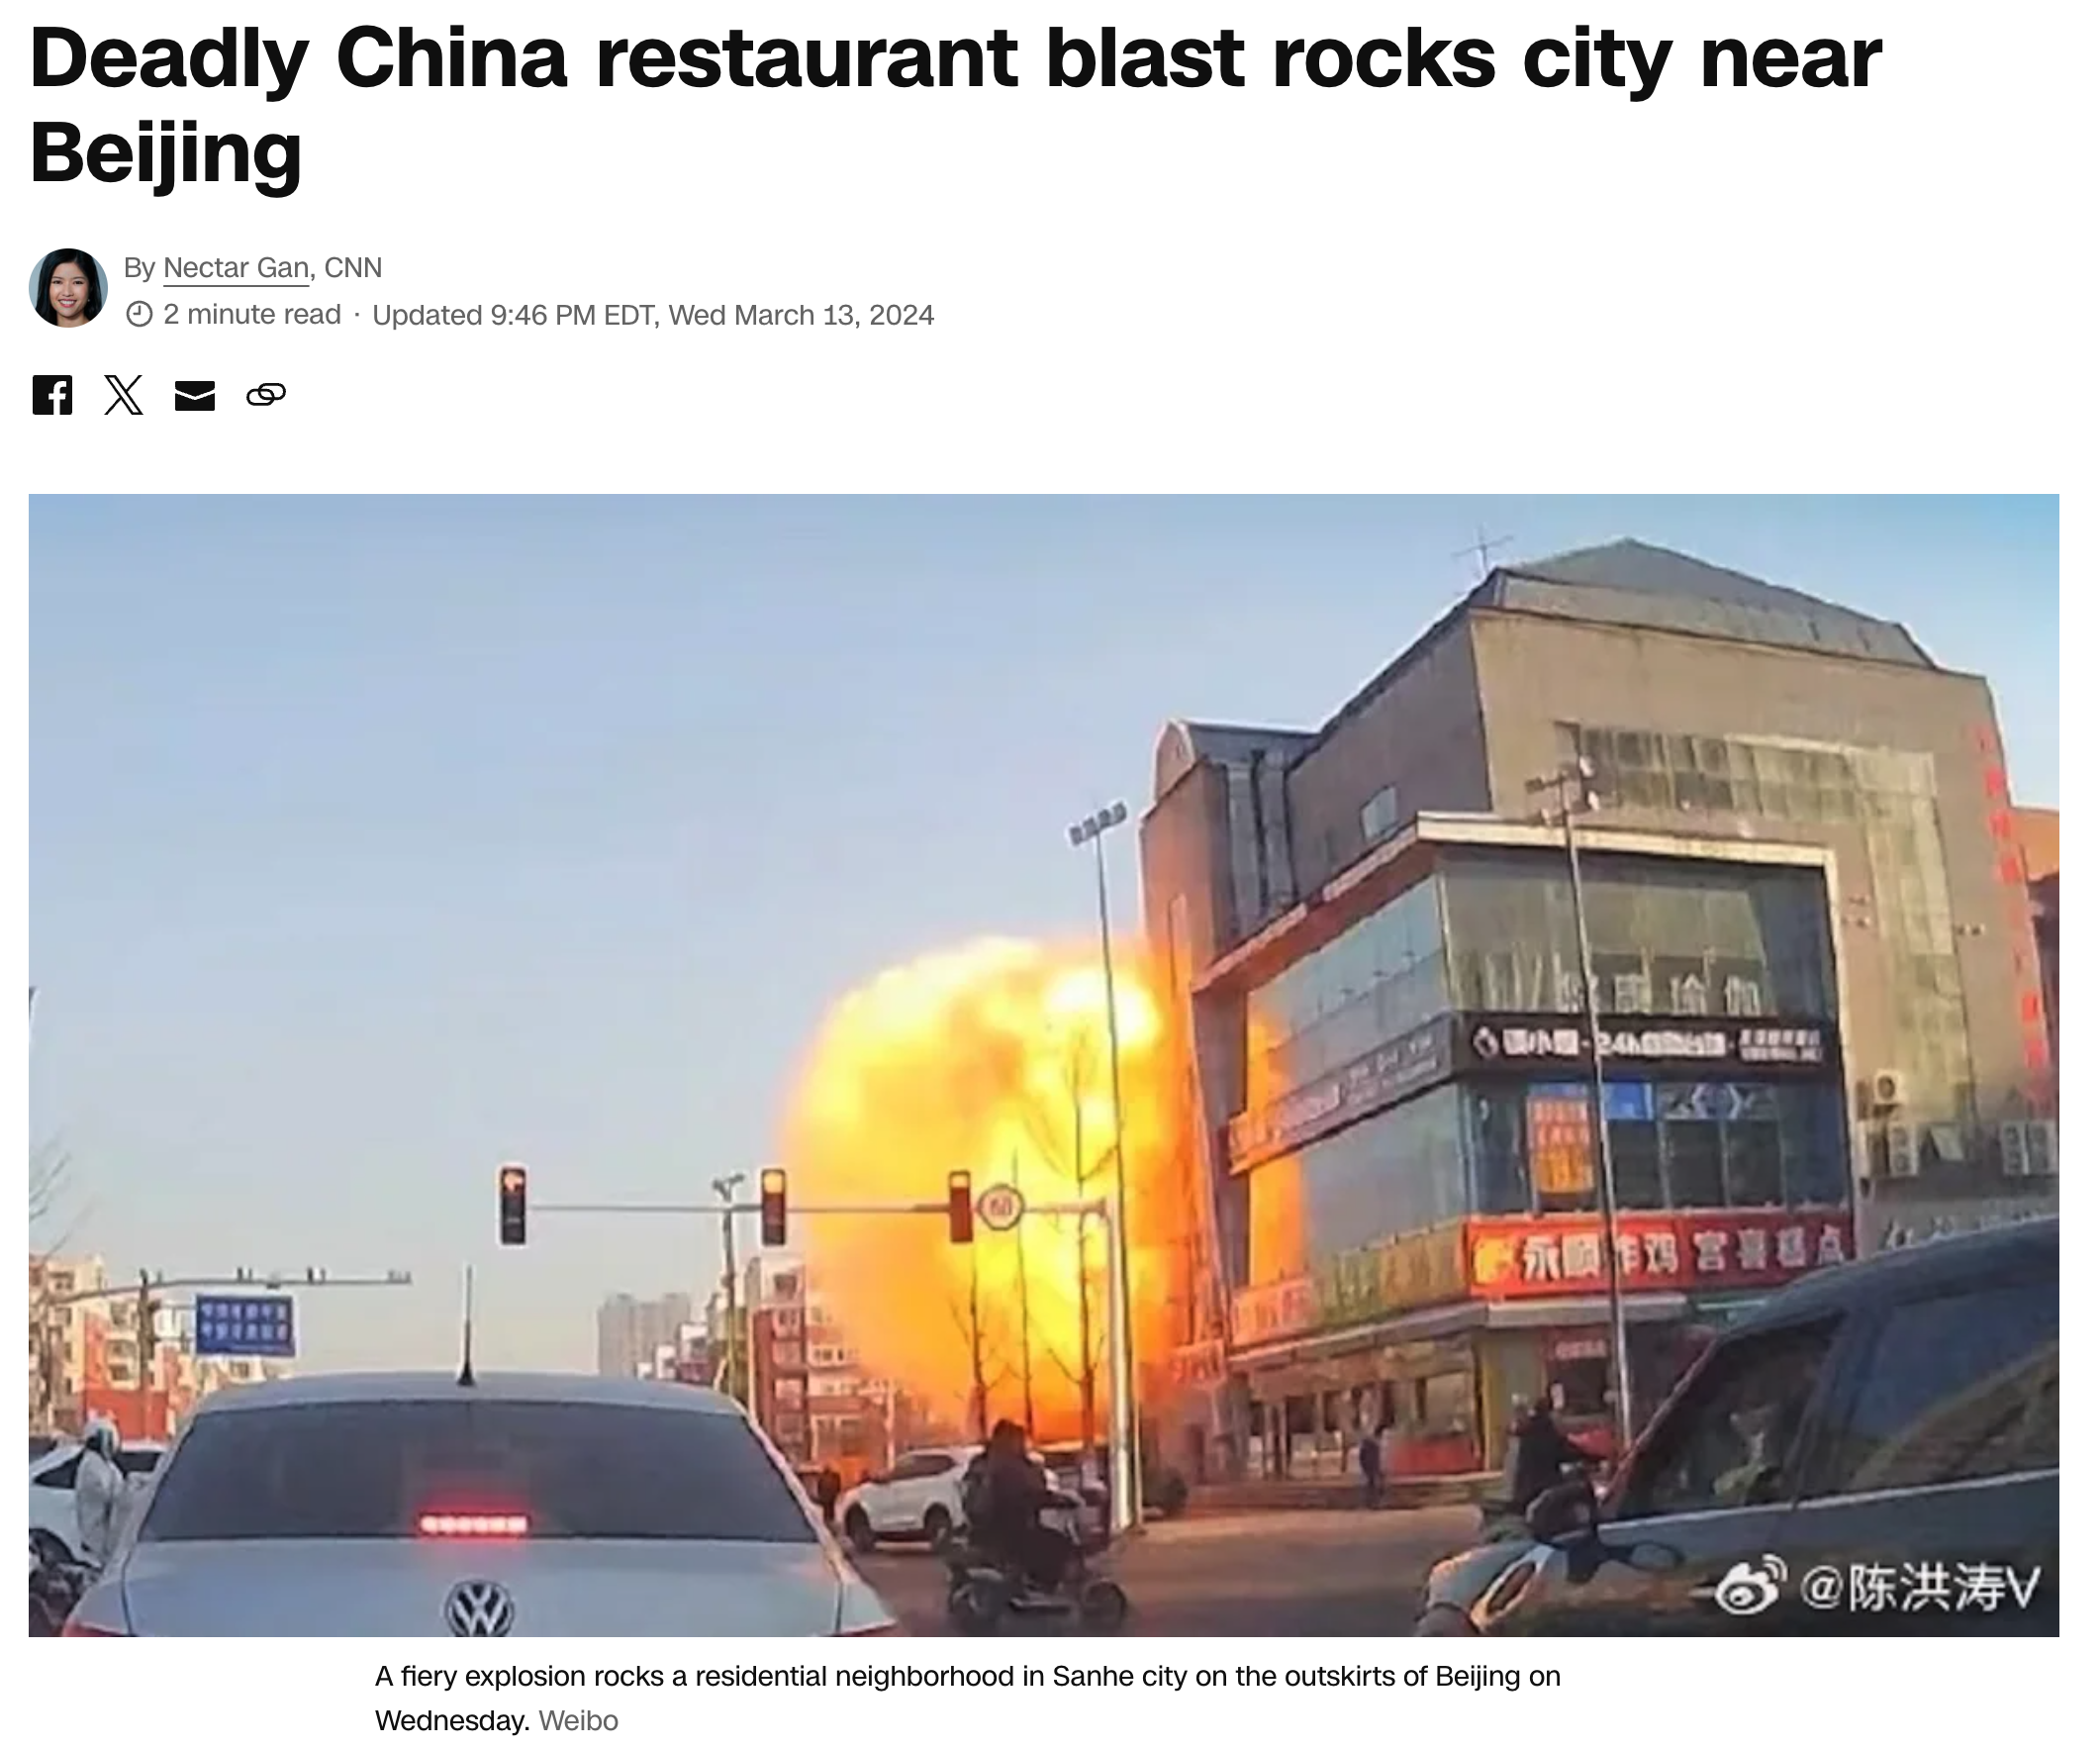 Deadly China restaurant blast rocks city near
Beijing
By Nectar Gan, CNN
2 minute read · Updated 9:46 PM EDT, Wed March 13, 2024
60
永顺炸鸡 宫喜糕点
@陈洪涛V
A fiery explosion rocks a residential neighborhood in Sanhe city on the outskirts of Beijing on
Wednesday. Weibo